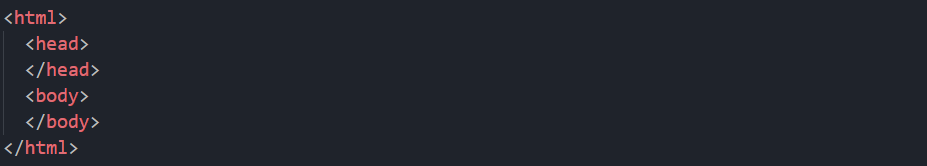 <html>
  <head>
  </head>
  <body>
  </body>
</html>